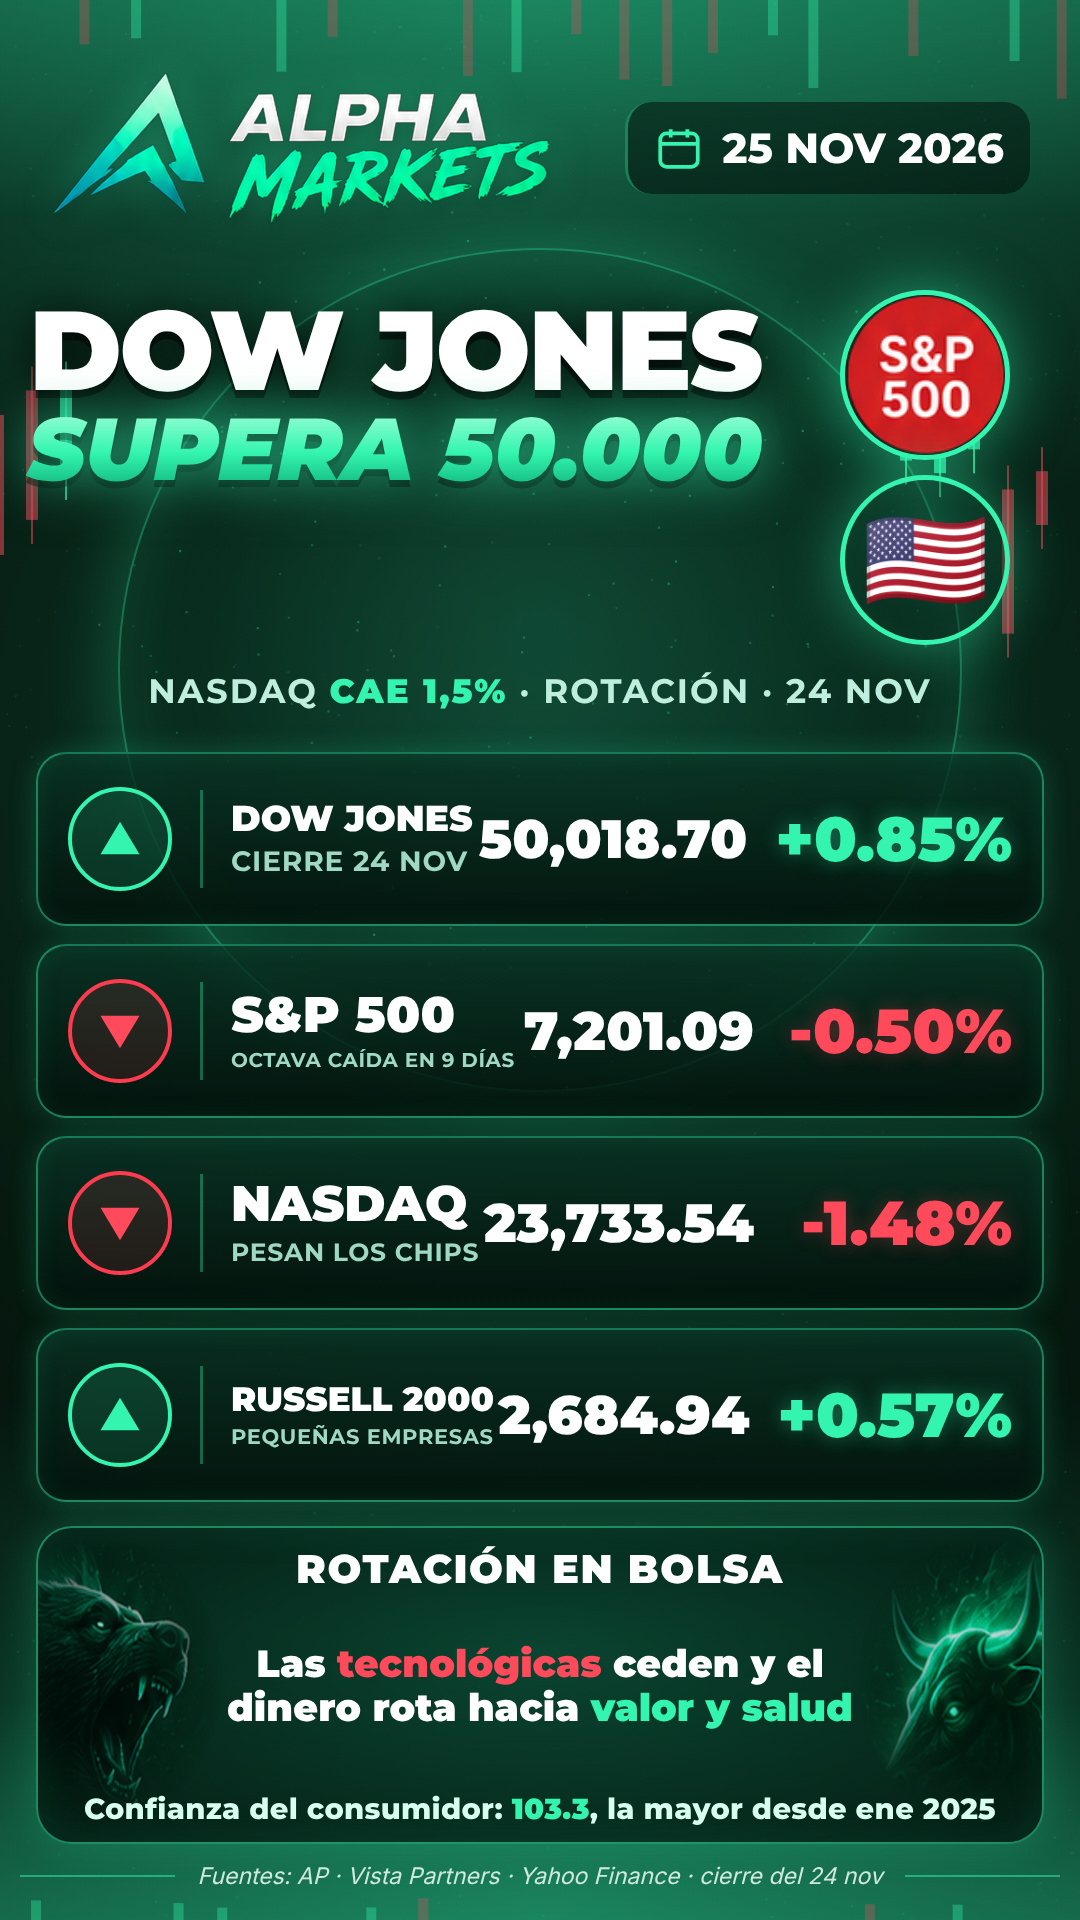 ALPHA
MARKETS
25 NOV 2026
DOW JONES
SUPERA 50.000
S&P
500
NASDAQ CAE 1,5% · ROTACIÓN · 24 NOV
DOW JONES
CIERRE 24 NOV
50,018.70
+0.85%
S&P 500
OCTAVA CAÍDA EN 9 DÍAS
7,201.09
-0.50%
NASDAQ
PESAN LOS CHIPS
23,733.54
-1.48%
RUSSELL 2000
PEQUEÑAS EMPRESAS
2,684.94
+0.57%
ROTACIÓN EN BOLSA
Las tecnológicas ceden y el
dinero rota hacia valor y salud
Confianza del consumidor: 103.3, la mayor desde ene 2025
Fuentes: AP · Vista Partners · Yahoo Finance · cierre del 24 nov